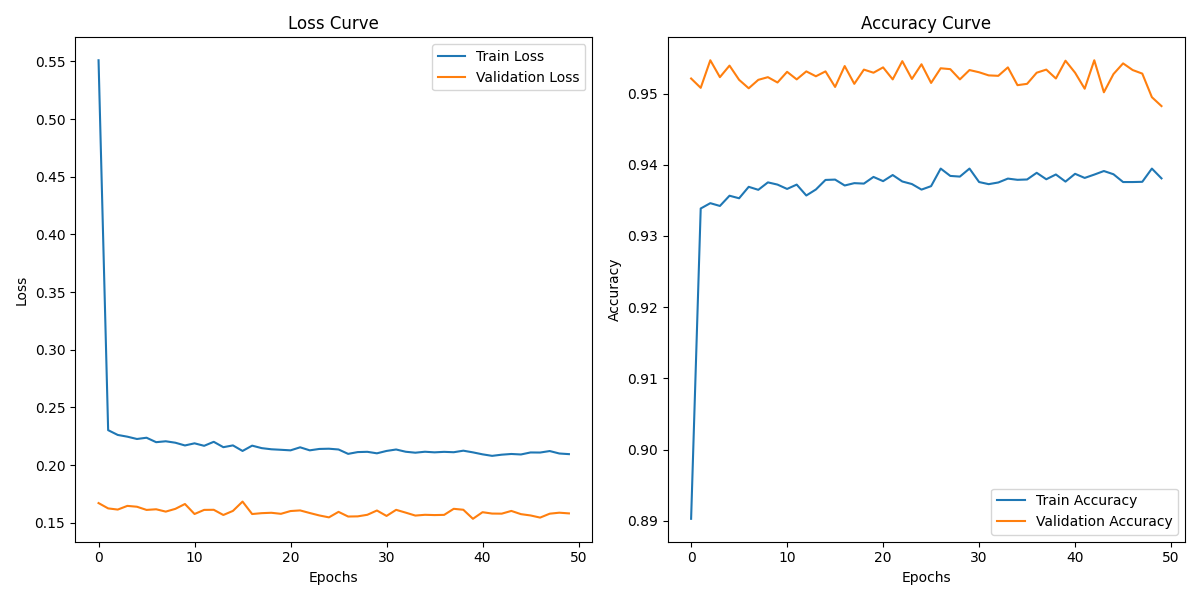 Loss Curve
Train Loss
Validation Loss
0.55
0.50
0.45
0.40
0.35
0.30
0.25
0.20
0.15
Loss
0 10 20 30 40 50
Epochs
Accuracy Curve
0.95
0.94
0.93
0.92
0.91
0.90
0.89
Accuracy
Train Accuracy
Validation Accuracy
0 10 20 30 40 50
Epochs